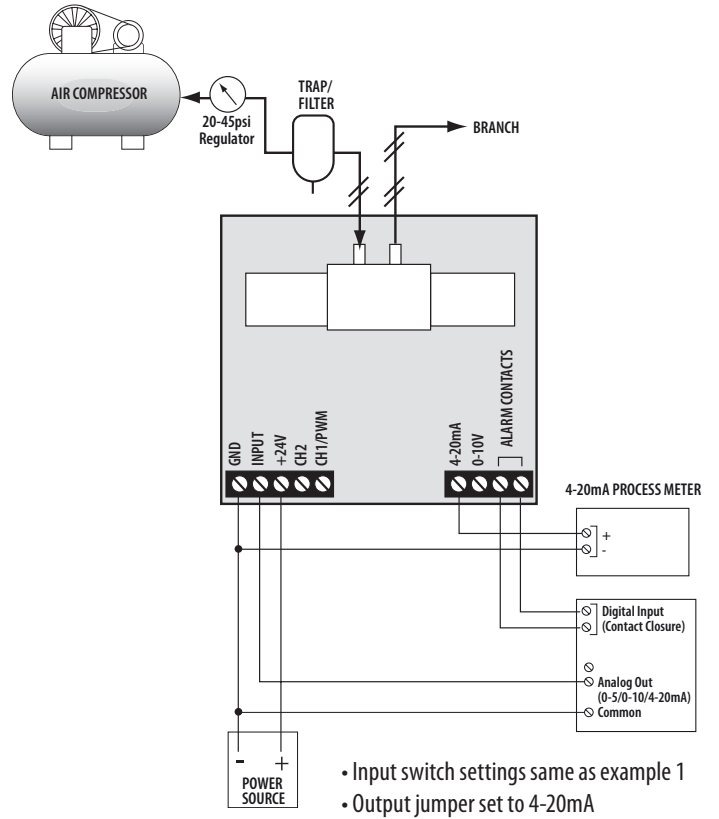 AIR COMPRESSOR
20-45psi
Regulator
TRAP/
FILTER
BRANCH
GND
INPUT
+24V
CH2
CH1/PWM
4-20mA
0-10V
ALARM CONTACTS
4-20mA PROCESS METER
+
-
Digital Input
(Contact Closure)
Analog Out
(0-5/0-10/4-20mA)
Common
- +
POWER
SOURCE
• Input switch settings same as example 1
• Output jumper set to 4-20mA